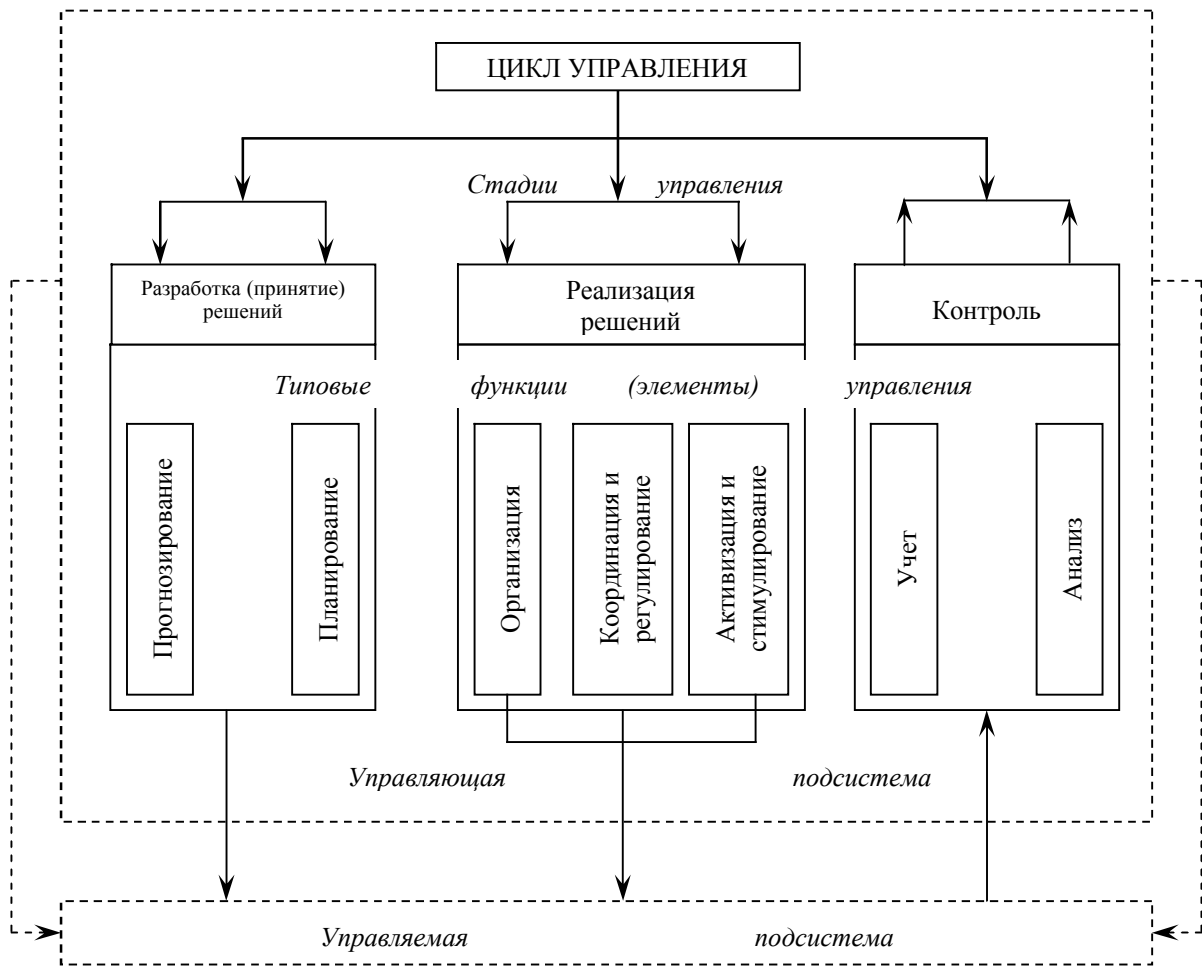 ЦИКЛ УПРАВЛЕНИЯ
Стадии управления
Разработка (принятие)
решений
Реализация
решений
Контроль
Типовые функции (элементы) управления
Прогнозирование
Планирование
Организация
Координация и
регулирование
Активизация и
стимулирование
Учет
Анализ
Управляющая подсистема
Управляемая подсистема